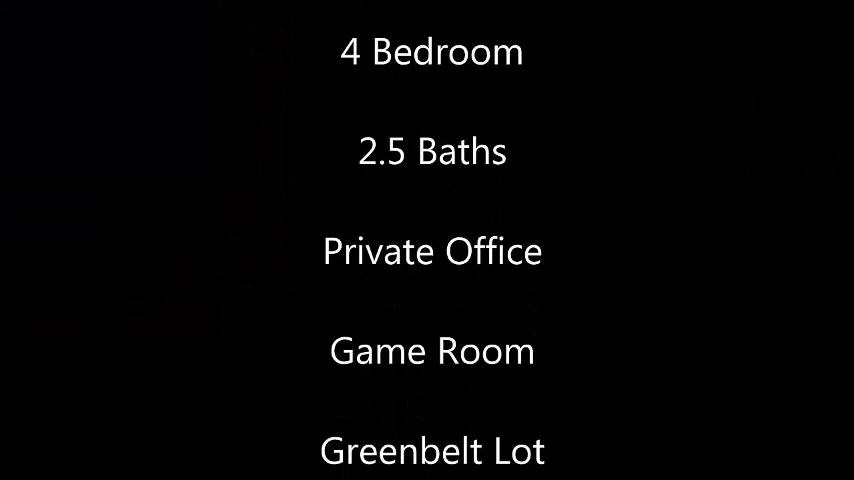 4 Bedroom
2.5 Baths
Private Office
Game Room
Greenbelt Lot